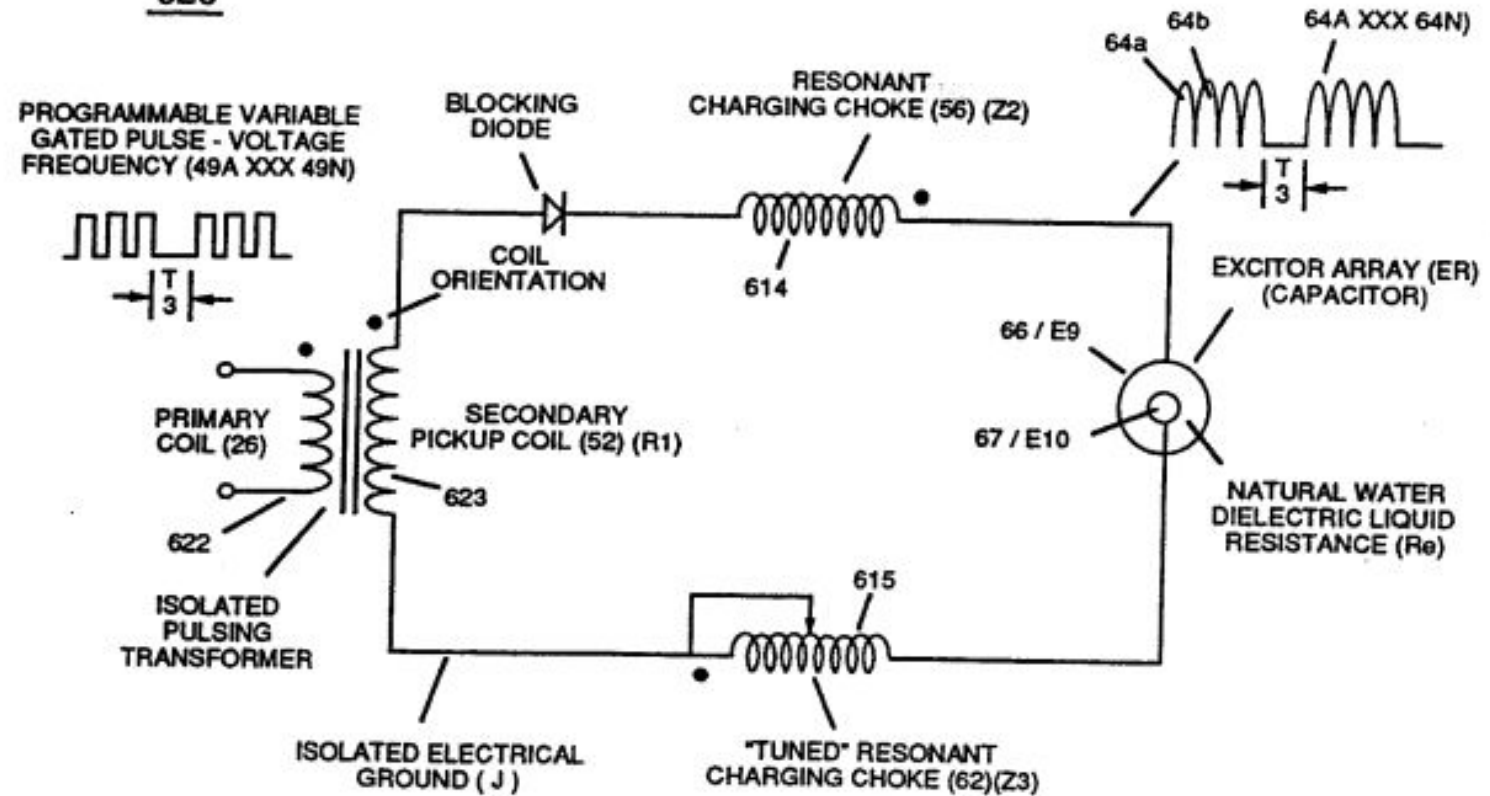 64b
64A XXX 64N)
64a
RESONANT
CHARGING CHOKE (56) (Z2)
BLOCKING
DIODE
PROGRAMMABLE VARIABLE
GATED PULSE - VOLTAGE
FREQUENCY (49A XXX 49N)
T
3
T
3
COIL
ORIENTATION
614
EXCITOR ARRAY (ER)
(CAPACITOR)
66 / E9
PRIMARY
COIL (26)
SECONDARY
PICKUP COIL (52) (R1)
67 / E10
623
622
NATURAL WATER
DIELECTRIC LIQUID
RESISTANCE (Re)
ISOLATED
PULSING
TRANSFORMER
615
ISOLATED ELECTRICAL
GROUND ( J )
"TUNED" RESONANT
CHARGING CHOKE (62)(Z3)